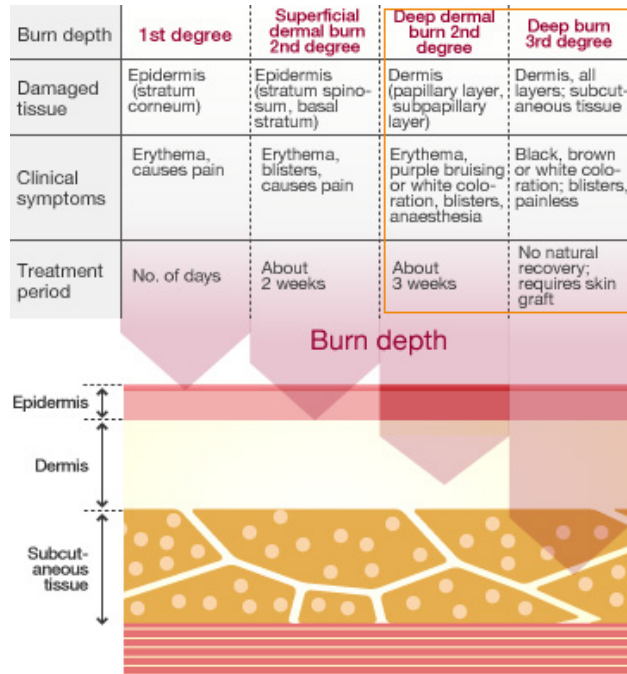 Burn depth
1st degree
Superficial
dermal burn
2nd degree
Deep dermal
burn 2nd
degree
Deep burn
3rd degree
Damaged
tissue
Epidermis
(stratum
corneum)
Epidermis
(stratum spino-
sum, basal
stratum)
Dermis
(papillary layer,
subpapillary
layer)
Dermis, all
layers; subcut-
aneous tissue
Clinical
symptoms
Erythema,
causes pain
Erythema,
blisters,
causes pain
Erythema,
purple bruising
or white colo-
ration, blisters,
anaesthesia
Black, brown
or white colo-
ration; blisters,
painless
Treatment
period
No. of days
About
2 weeks
About
3 weeks
No natural
recovery;
requires skin
graft
Burn depth
Epidermis
Dermis
Subcut-
aneous
tissue